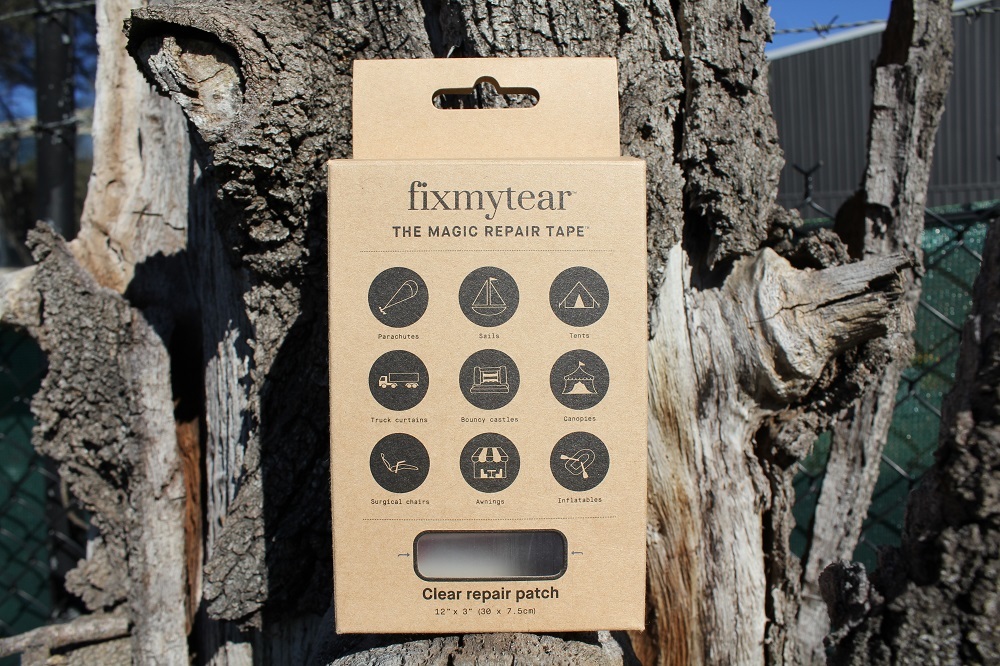 fixmytear™
THE MAGIC REPAIR TAPE
Parachutes Sails Tents
Truck curtains Bouncy castles Canopies
Surgical chairs Awnings Inflatables
Clear repair patch
12" x 3" (30 x 7.5cm)